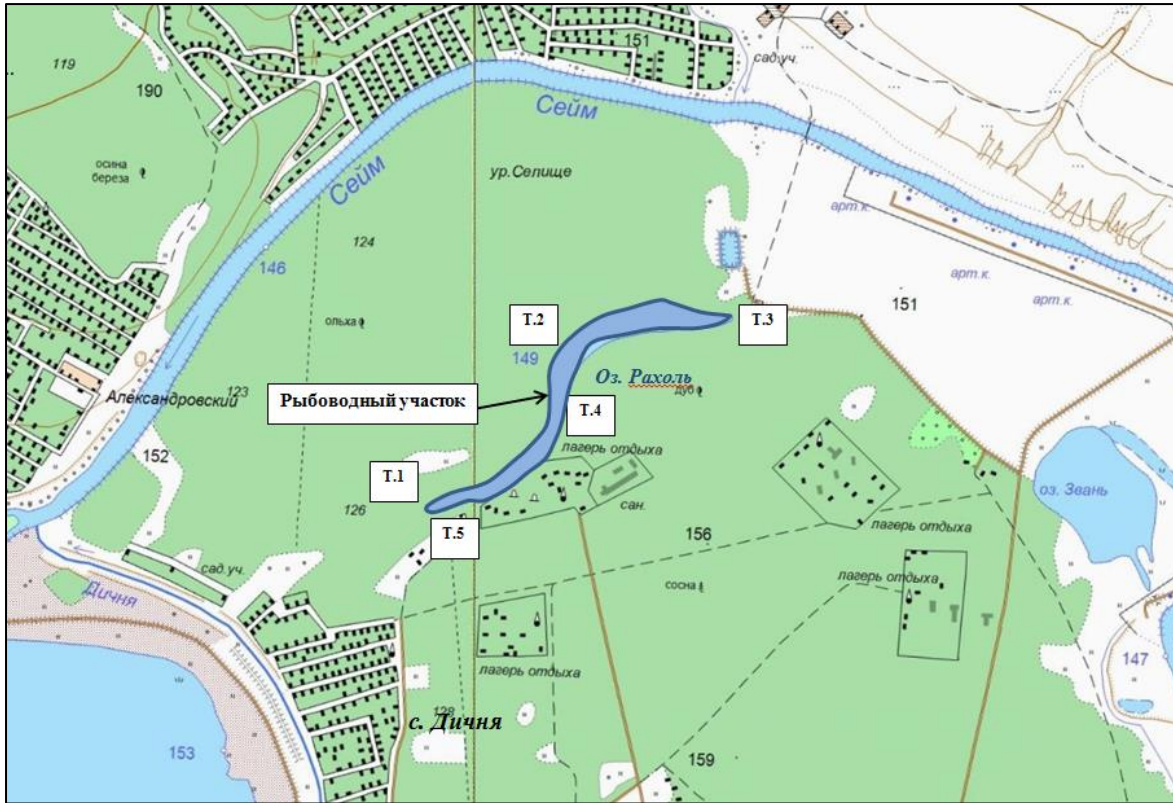 119
151
сад.уч.
190
Сейм
осина
береза
ур.Селище
Сейм
арт.к.
124
146
арт.к.
151
арт.к.
Т.2
Т.3
ольха
149
Оз. Рахоль
дуб
Рыбоводный участок
Александровский
123
Т.4
лагерь отдыха
152
Т.1
оз. Звань
126
сан.
Т.5
156
лагерь отдыха
сад.уч.
лагерь отдыха
сосна
Дичня
147
лагерь отдыха
128
с. Дичня
153
159